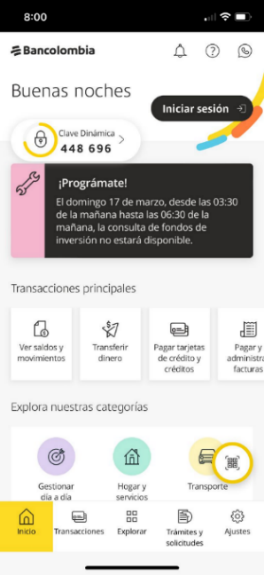 8:00
Bancolombia
Buenas noches
Iniciar sesión
Clave Dinámica
448 696
¡Prográmate!
El domingo 17 de marzo, desde las 03:30
de la mañana hasta las 06:30 de la
mañana, la consulta de fondos de
inversión no estará disponible.
Transacciones principales
Ver saldos y
movimientos
Transferir
dinero
Pagar tarjetas
de crédito y
créditos
Pagar y
administra
facturas
Explora nuestras categorías
Gestionar
día a día
Hogar y
servicios
Transporte
Inicio
Transacciones
Explorar
Trámites y
solicitudes
Ajustes